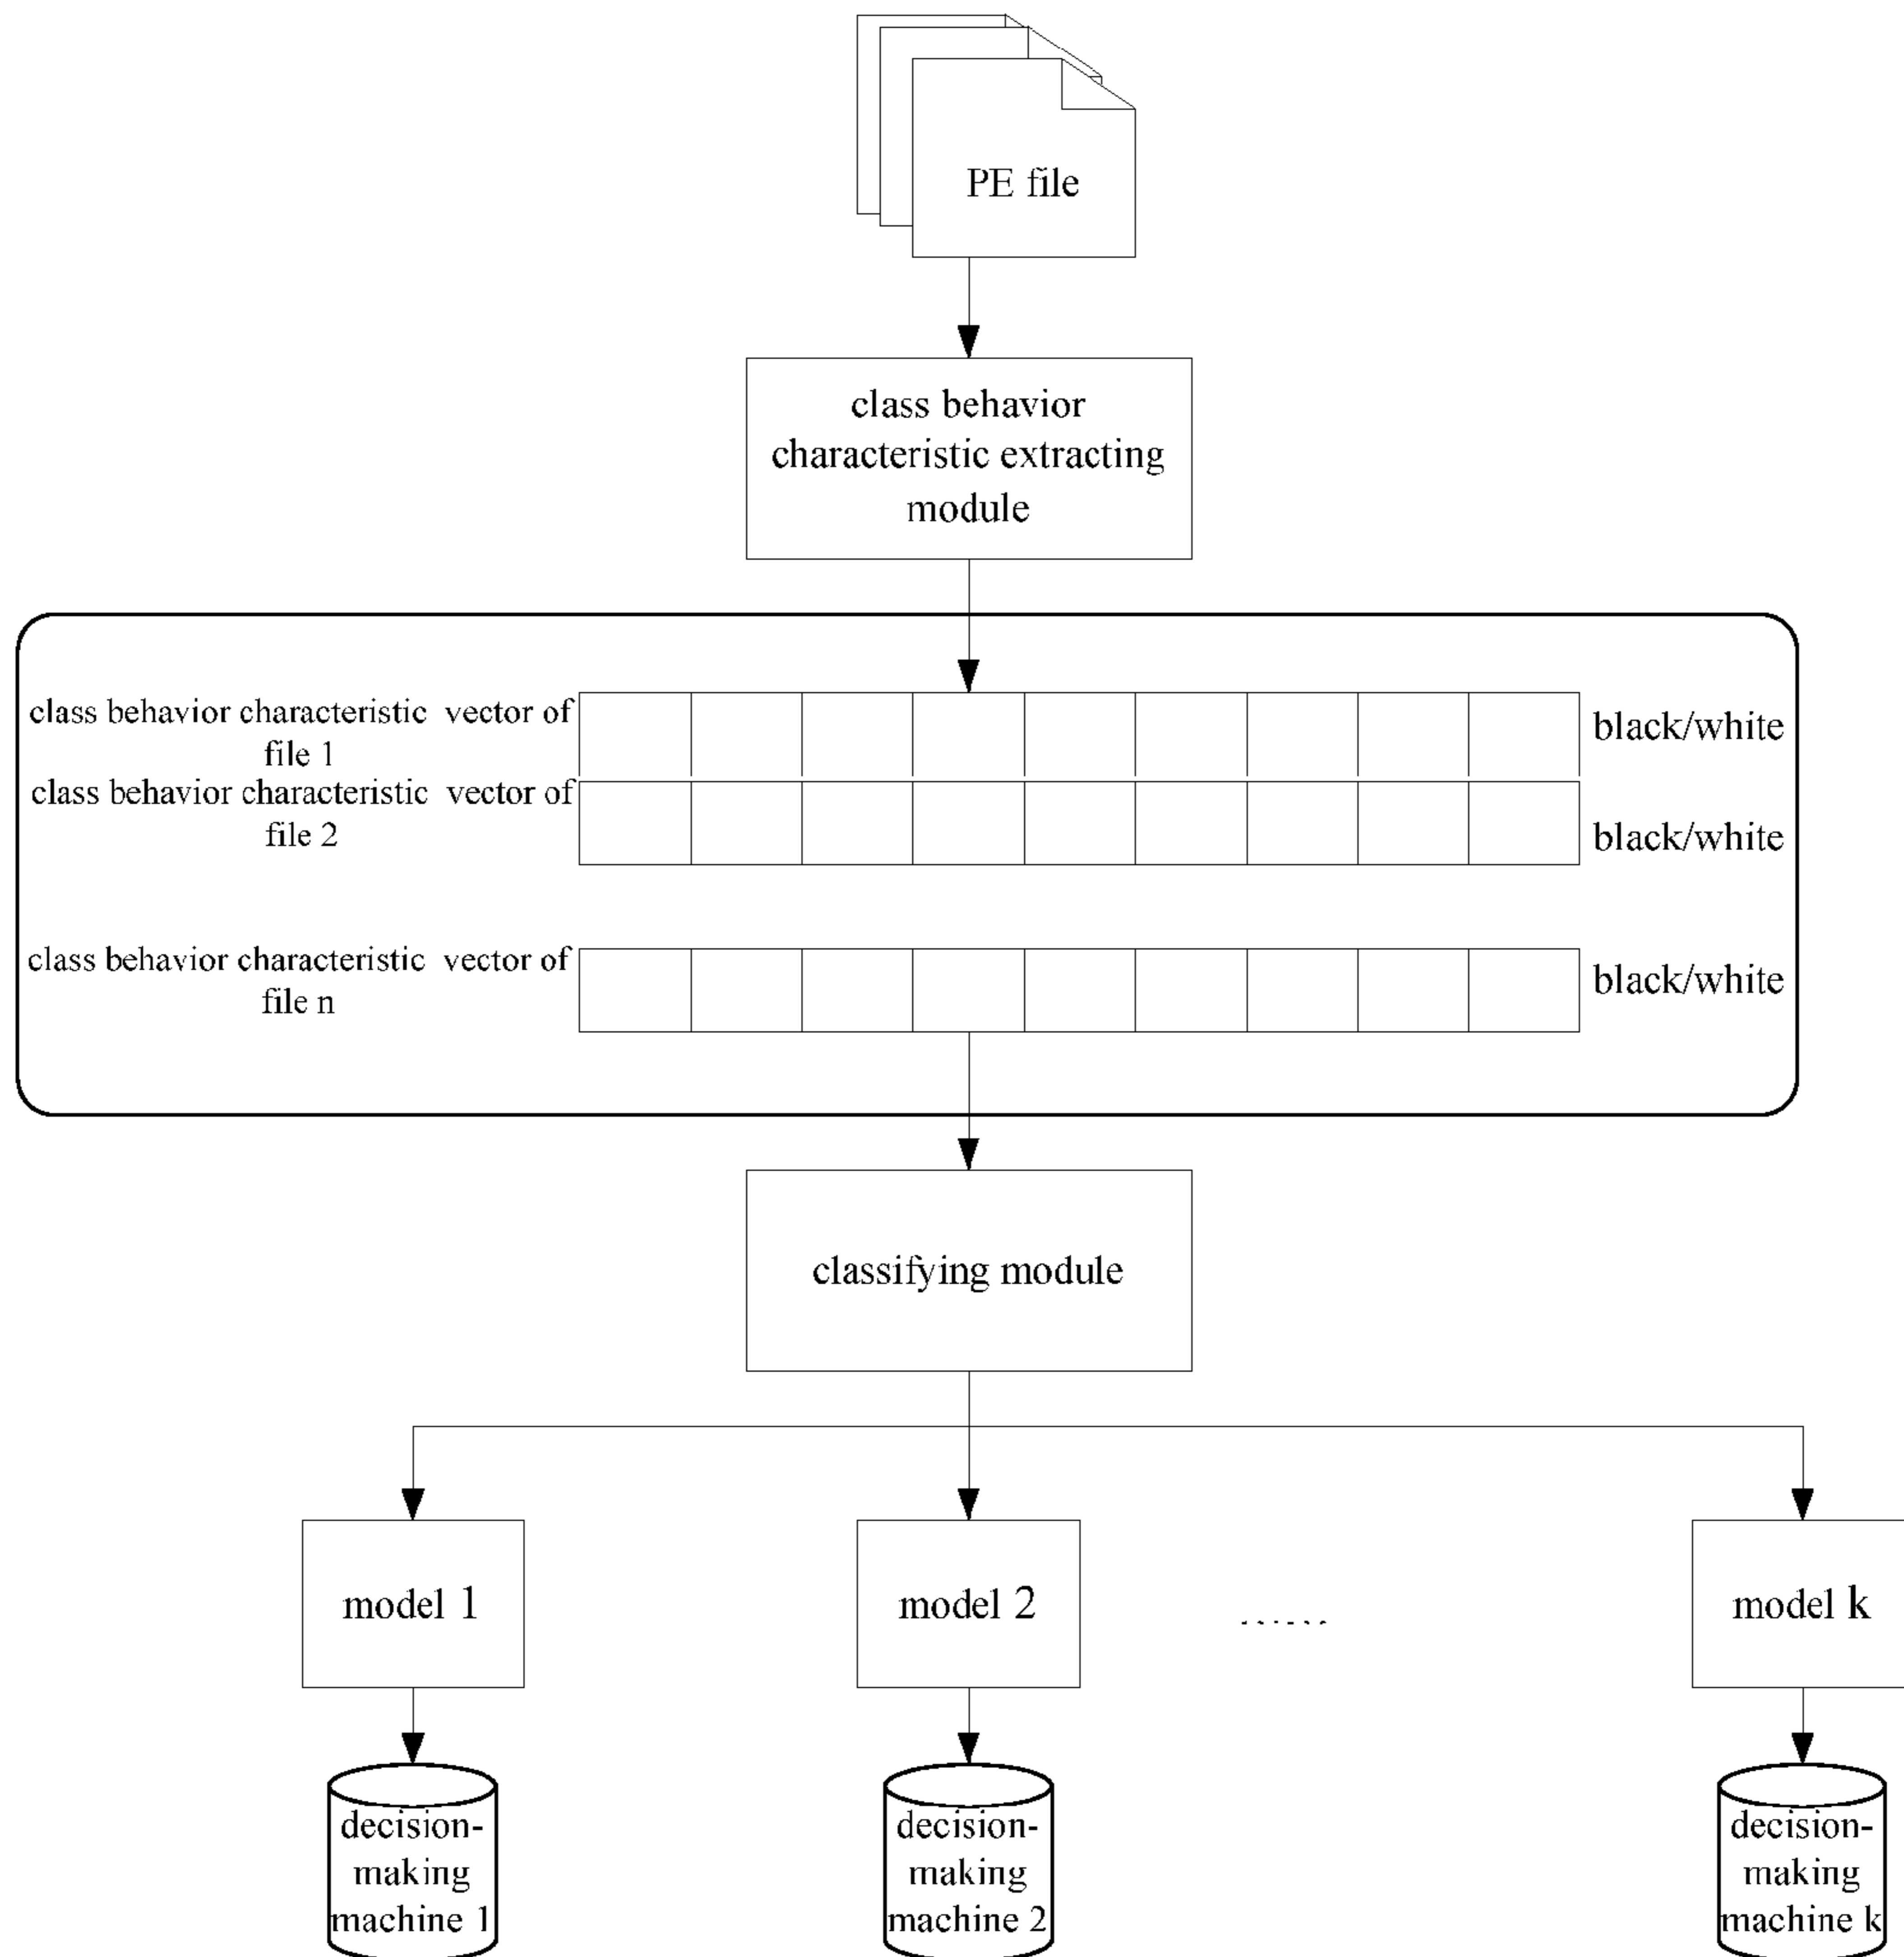 PE file
class behavior
characteristic extracting
module
class behavior characteristic vector of
file 1
black/white
class behavior characteristic vector of
file 2
black/white
class behavior characteristic vector of
file n
black/white
classifying module
model 1
model 2
......
model k
decision-
making
machine 1
decision-
making
machine 2
decision-
making
machine k